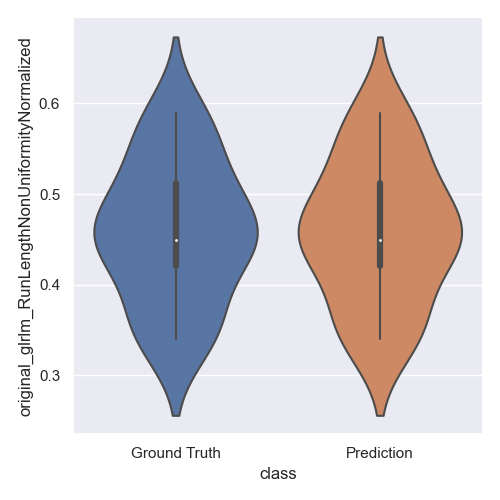 original_glrlm_RunLengthNonUniformityNormalized
0.6
0.5
0.4
0.3
Ground Truth
Prediction
class